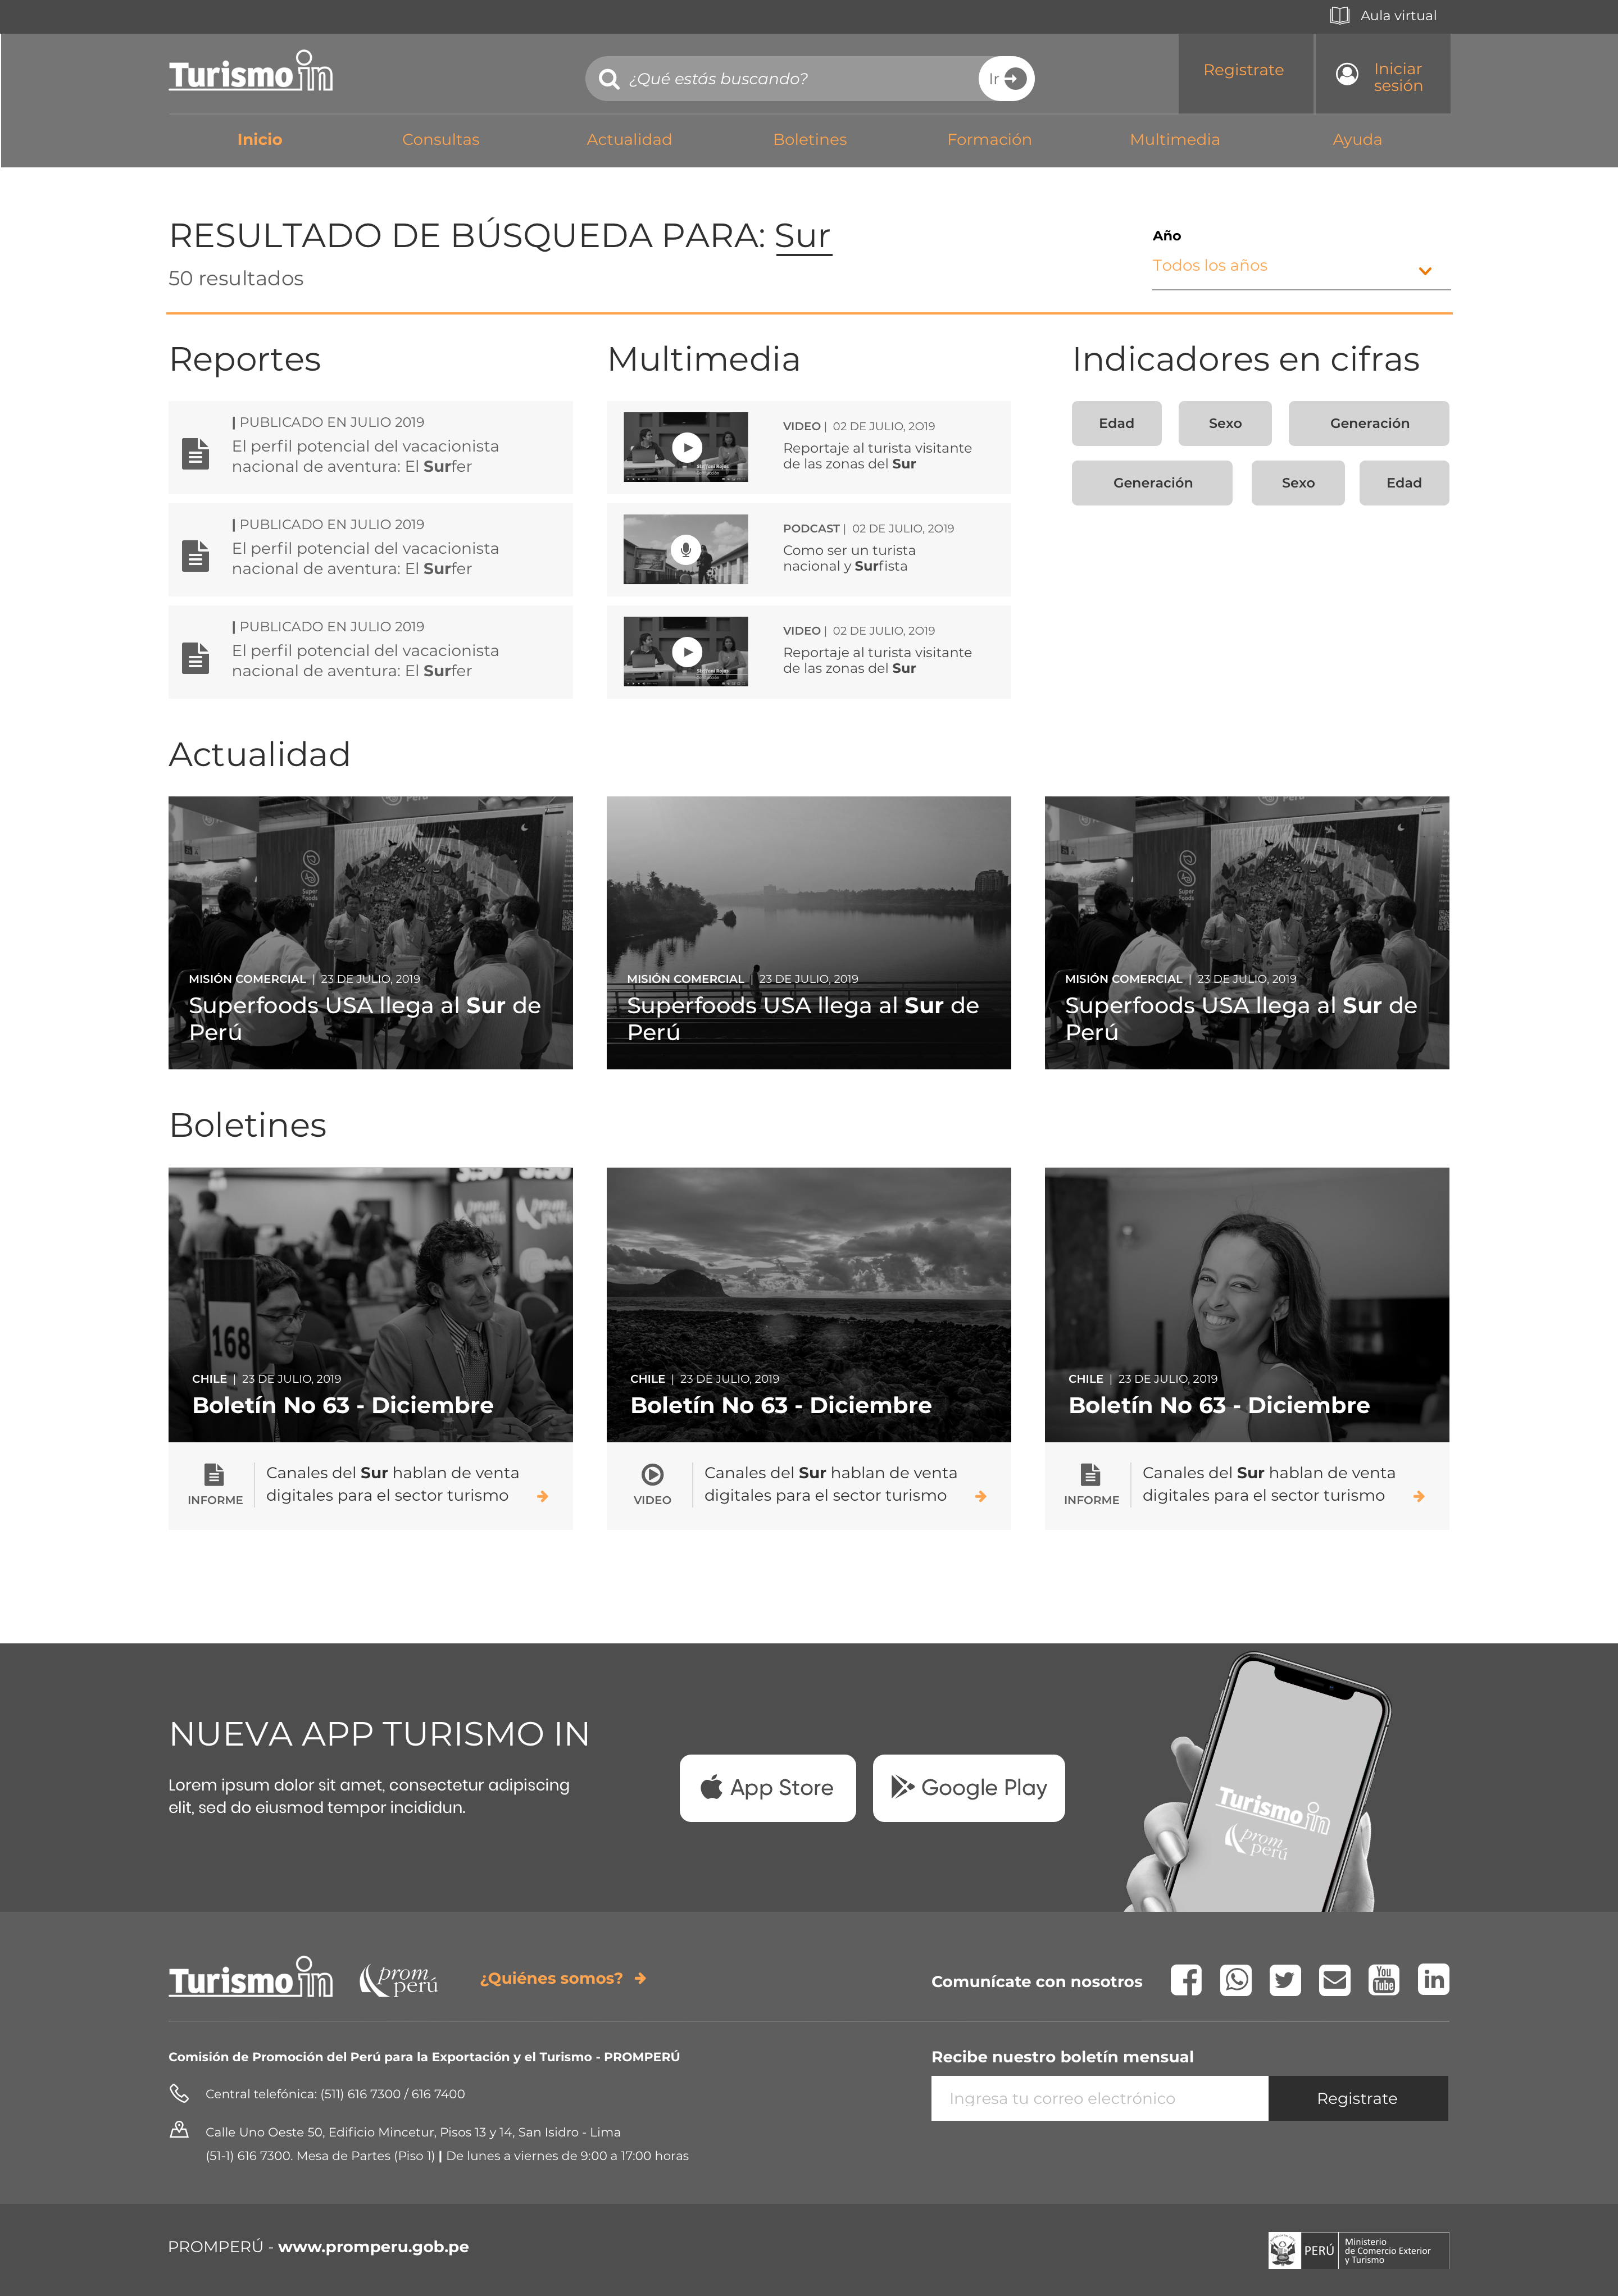 Aula virtual
Turismo in
¿Qué estás buscando?
Ir
Registrate
Iniciar
sesión
Inicio
Consultas
Actualidad
Boletines
Formación
Multimedia
Ayuda
RESULTADO DE BÚSQUEDA PARA: Sur
50 resultados
Año
Todos los años
Reportes
| PUBLICADO EN JULIO 2019
El perfil potencial del vacacionista
nacional de aventura: El Surfer
| PUBLICADO EN JULIO 2019
El perfil potencial del vacacionista
nacional de aventura: El Surfer
| PUBLICADO EN JULIO 2019
El perfil potencial del vacacionista
nacional de aventura: El Surfer
Multimedia
VIDEO | 02 DE JULIO, 2O19
Reportaje al turista visitante
de las zonas del Sur
PODCAST | 02 DE JULIO, 2O19
Como ser un turista
nacional y Surfista
VIDEO | 02 DE JULIO, 2O19
Reportaje al turista visitante
de las zonas del Sur
Indicadores en cifras
Edad
Sexo
Generación
Generación
Sexo
Edad
Actualidad
Super
foods
MISIÓN COMERCIAL | 23 DE JULIO, 2019
Superfoods USA llega al Sur de
Perú
MISIÓN COMERCIAL | 23 DE JULIO, 2019
Superfoods USA llega al Sur de
Perú
Super
foods
MISIÓN COMERCIAL | 23 DE JULIO, 2019
Superfoods USA llega al Sur de
Perú
Boletines
168
CHILE | 23 DE JULIO, 2019
Boletín No 63 - Diciembre
INFORME
Canales del Sur hablan de venta
digitales para el sector turismo
CHILE | 23 DE JULIO, 2019
Boletín No 63 - Diciembre
VIDEO
Canales del Sur hablan de venta
digitales para el sector turismo
CHILE | 23 DE JULIO, 2019
Boletín No 63 - Diciembre
INFORME
Canales del Sur hablan de venta
digitales para el sector turismo
NUEVA APP TURISMO IN
Lorem ipsum dolor sit amet, consectetur adipiscing
elit, sed do eiusmod tempor incididun.
App Store
Google Play
Turismo in
prom
perú
Turismo in
prom
perú
¿Quiénes somos?
Comunícate con nosotros
You
Tube
in
Comisión de Promoción del Perú para la Exportación y el Turismo - PROMPERÚ
Central telefónica: (511) 616 7300 / 616 7400
Calle Uno Oeste 50, Edificio Mincetur, Pisos 13 y 14, San Isidro - Lima
(51-1) 616 7300. Mesa de Partes (Piso 1) | De lunes a viernes de 9:00 a 17:00 horas
Recibe nuestro boletín mensual
Ingresa tu correo electrónico
Registrate
PROMPERÚ - www.promperu.gob.pe
PERÚ
Ministerio
de Comercio Exterior
y Turismo